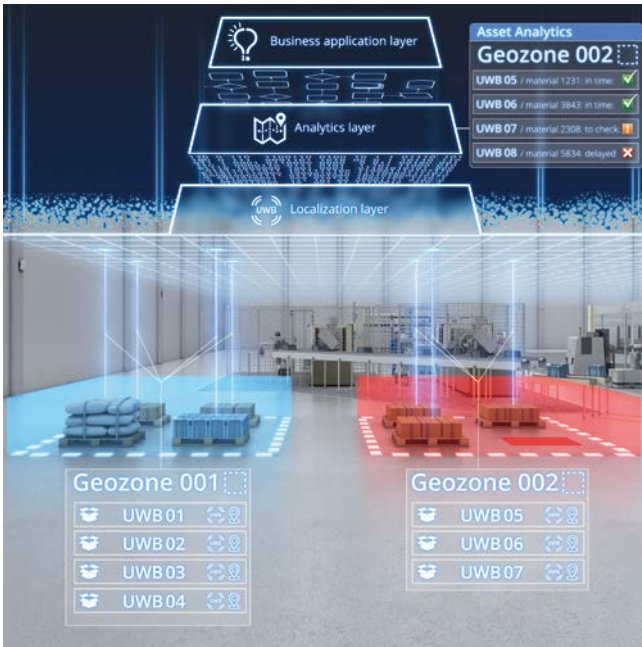 Business application layer
Analytics layer
UWB
Localization layer
Asset Analytics
Geozone 002
UWB 05 / material 1231: in time:
UWB 06 / material 3843: in time:
UWB 07 / material 2308: to check:
UWB 08 / material 5834: delayed
Geozone 001
UWB 01
UWB 02
UWB 03
UWB 04
Geozone 002
UWB 05
UWB 06
UWB 07